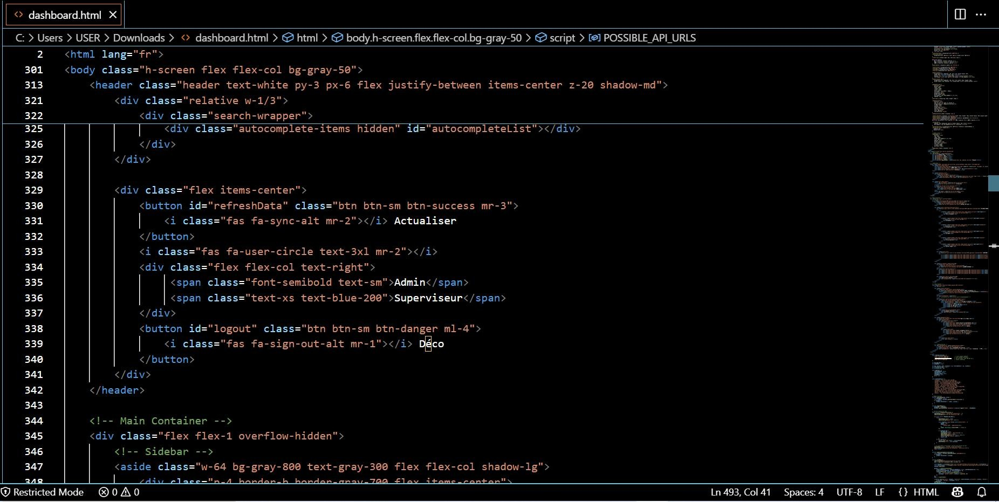 dashboard.html
C: > Users > USER > Downloads > dashboard.html > html > body.h-screen.flex.flex-col.bg-gray-50 > script > POSSIBLE_API_URLS
2 <html lang="fr">
301 <body class="h-screen flex flex-col bg-gray-50">
313 <header class="header text-white py-3 px-6 flex justify-between items-center z-20 shadow-md">
321 <div class="relative w-1/3">
322 <div class="search-wrapper">
325 <div class="autocomplete-items hidden" id="autocompleteList"></div>
326 </div>
327 </div>
328
329 <div class="flex items-center">
330 <button id="refreshData" class="btn btn-sm btn-success mr-3">
331 <i class="fas fa-sync-alt mr-2"></i> Actualiser
332 </button>
333 <i class="fas fa-user-circle text-3xl mr-2"></i>
334 <div class="flex flex-col text-right">
335 <span class="font-semibold text-sm">Admin</span>
336 <span class="text-xs text-blue-200">Superviseur</span>
337 </div>
338 <button id="logout" class="btn btn-sm btn-danger ml-4">
339 <i class="fas fa-sign-out-alt mr-1"></i> Déco
340 </button>
341 </div>
342 </header>
343
344 <!-- Main Container -->
345 <div class="flex flex-1 overflow-hidden">
346 <!-- Sidebar -->
347 <aside class="w-64 bg-gray-800 text-gray-300 flex flex-col shadow-lg">
348 <div class="p-4 border-b border-gray-700 flex items-center">
Restricted Mode 0 0 Ln 493, Col 41 Spaces: 4 UTF-8 LF {} HTML